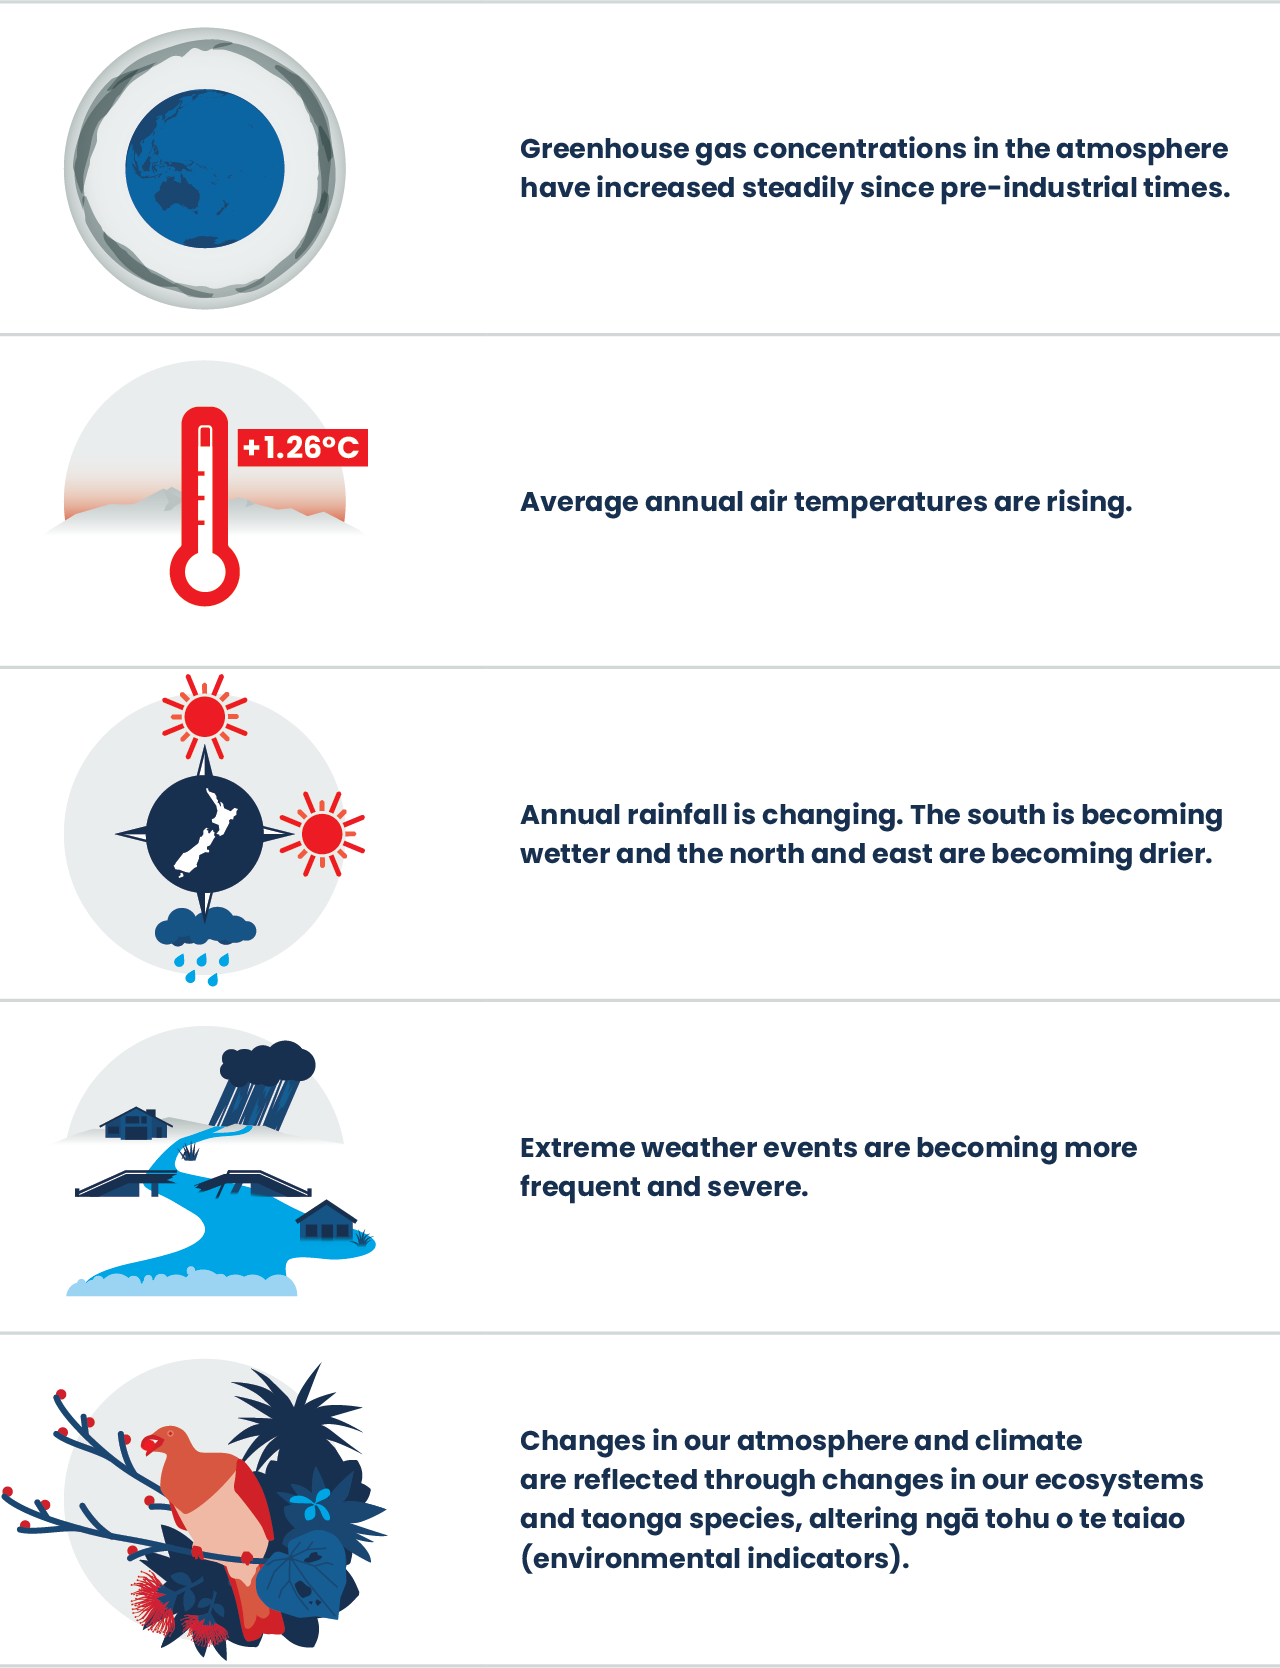 Greenhouse gas concentrations in the atmosphere
have increased steadily since pre-industrial times.
+1.26°C
Average annual air temperatures are rising.
Annual rainfall is changing. The south is becoming
wetter and the north and east are becoming drier.
Extreme weather events are becoming more
frequent and severe.
Changes in our atmosphere and climate
are reflected through changes in our ecosystems
and taonga species, altering ngā tohu o te taiao
(environmental indicators).